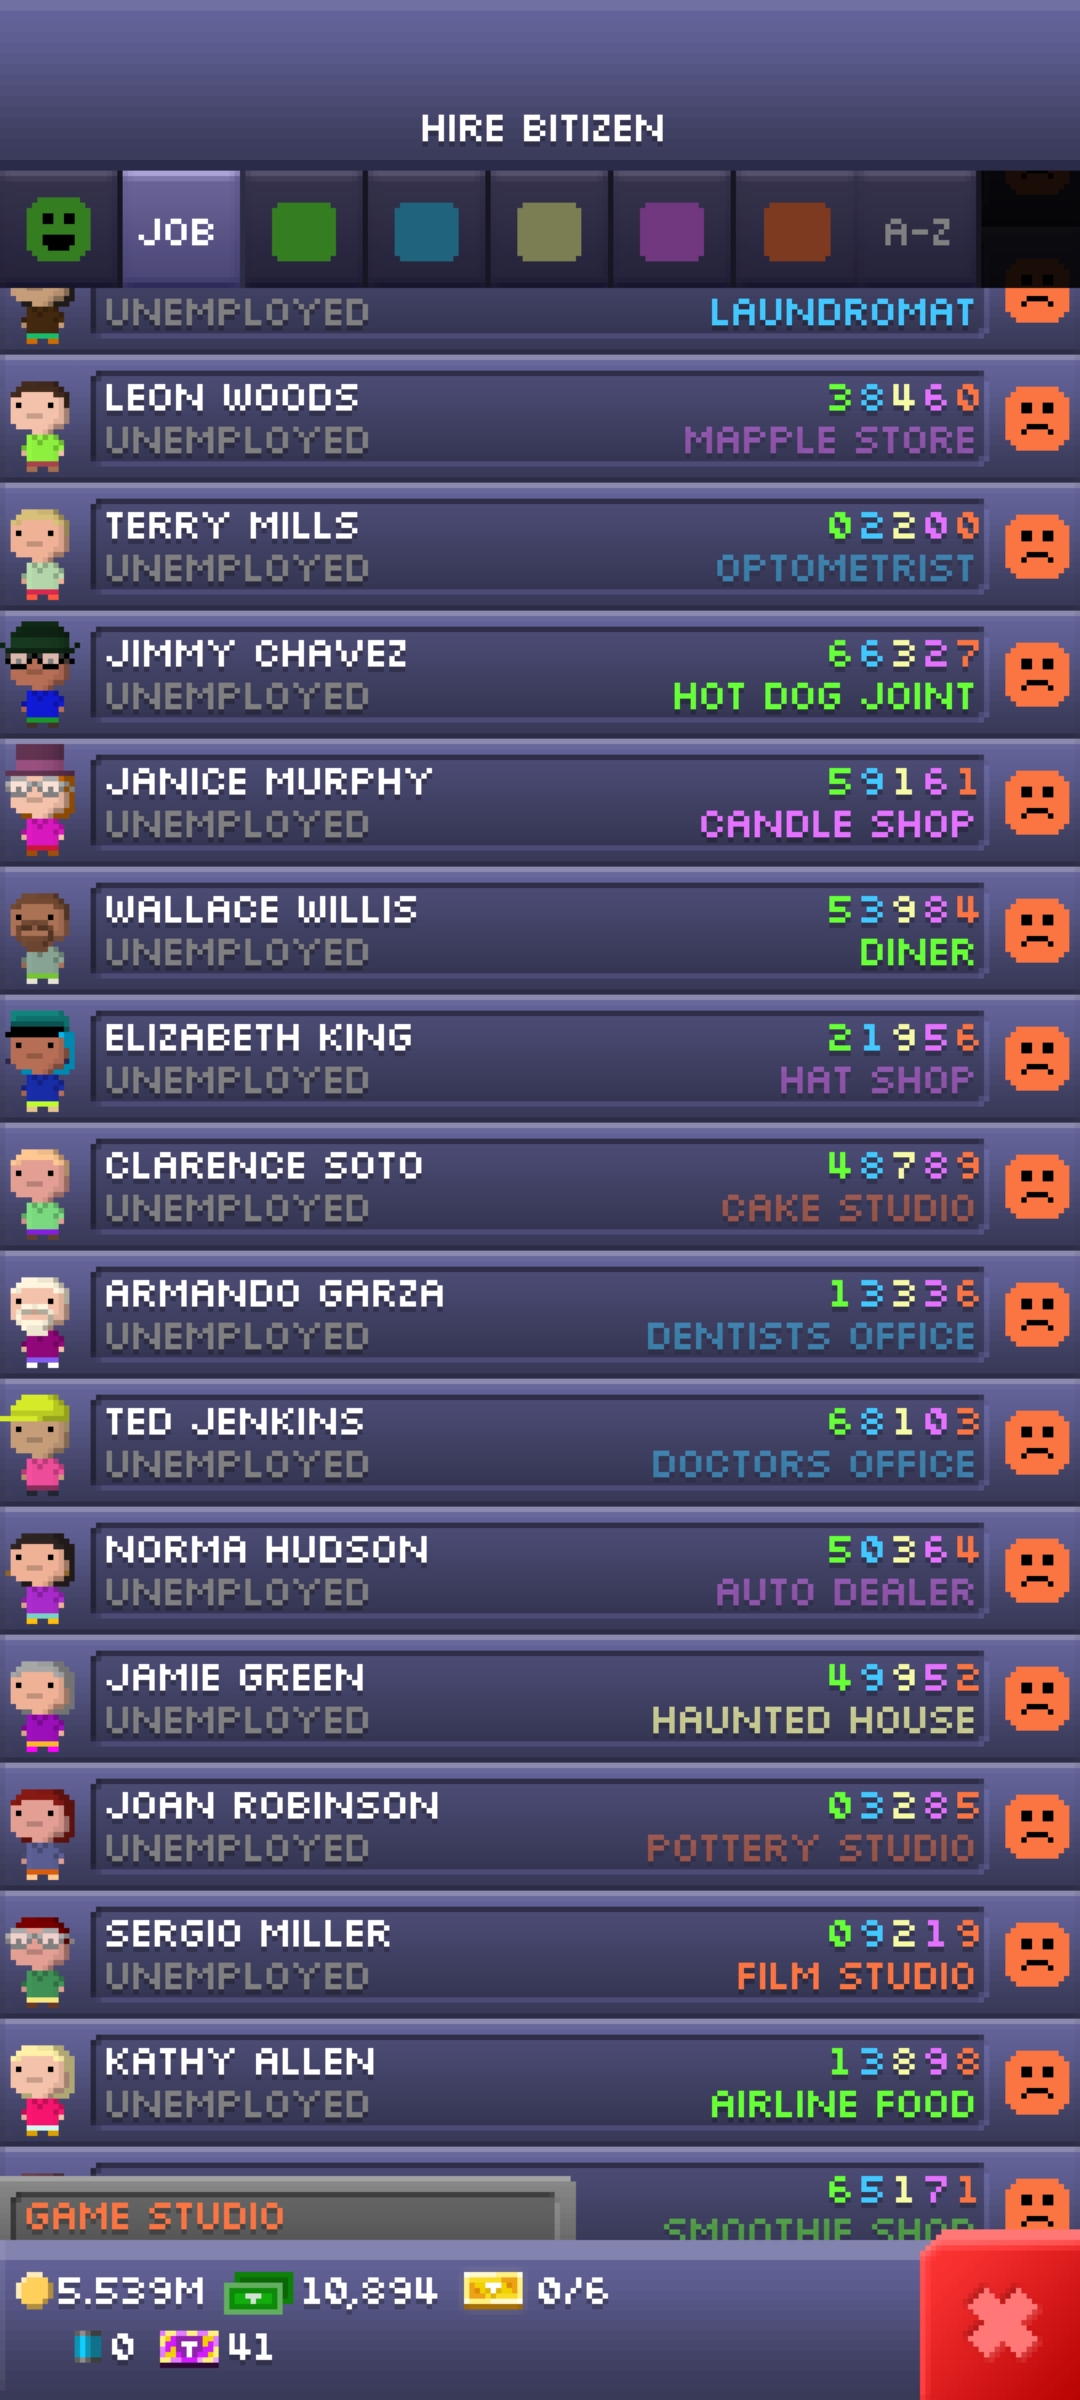 HIRE BITIZEN
JOB
A-Z
UNEMPLOYED LAUNDROMAT
LEON WOODS 38460
UNEMPLOYED MAPPLE STORE
TERRY MILLS 02200
UNEMPLOYED OPTOMETRIST
JIMMY CHAVEZ 66327
UNEMPLOYED HOT DOG JOINT
JANICE MURPHY 59161
UNEMPLOYED CANDLE SHOP
WALLACE WILLIS 53984
UNEMPLOYED DINER
ELIZABETH KING 21956
UNEMPLOYED HAT SHOP
CLARENCE SOTO 48789
UNEMPLOYED CAKE STUDIO
ARMANDO GARZA 13336
UNEMPLOYED DENTISTS OFFICE
TED JENKINS 68103
UNEMPLOYED DOCTORS OFFICE
NORMA HUDSON 50364
UNEMPLOYED AUTO DEALER
JAMIE GREEN 49952
UNEMPLOYED HAUNTED HOUSE
JOAN ROBINSON 03285
UNEMPLOYED POTTERY STUDIO
SERGIO MILLER 09219
UNEMPLOYED FILM STUDIO
KATHY ALLEN 13898
UNEMPLOYED AIRLINE FOOD
65171
GAME STUDIO SMOOTHIE SHOP
5.539M 10,894 0/6
0 T 41